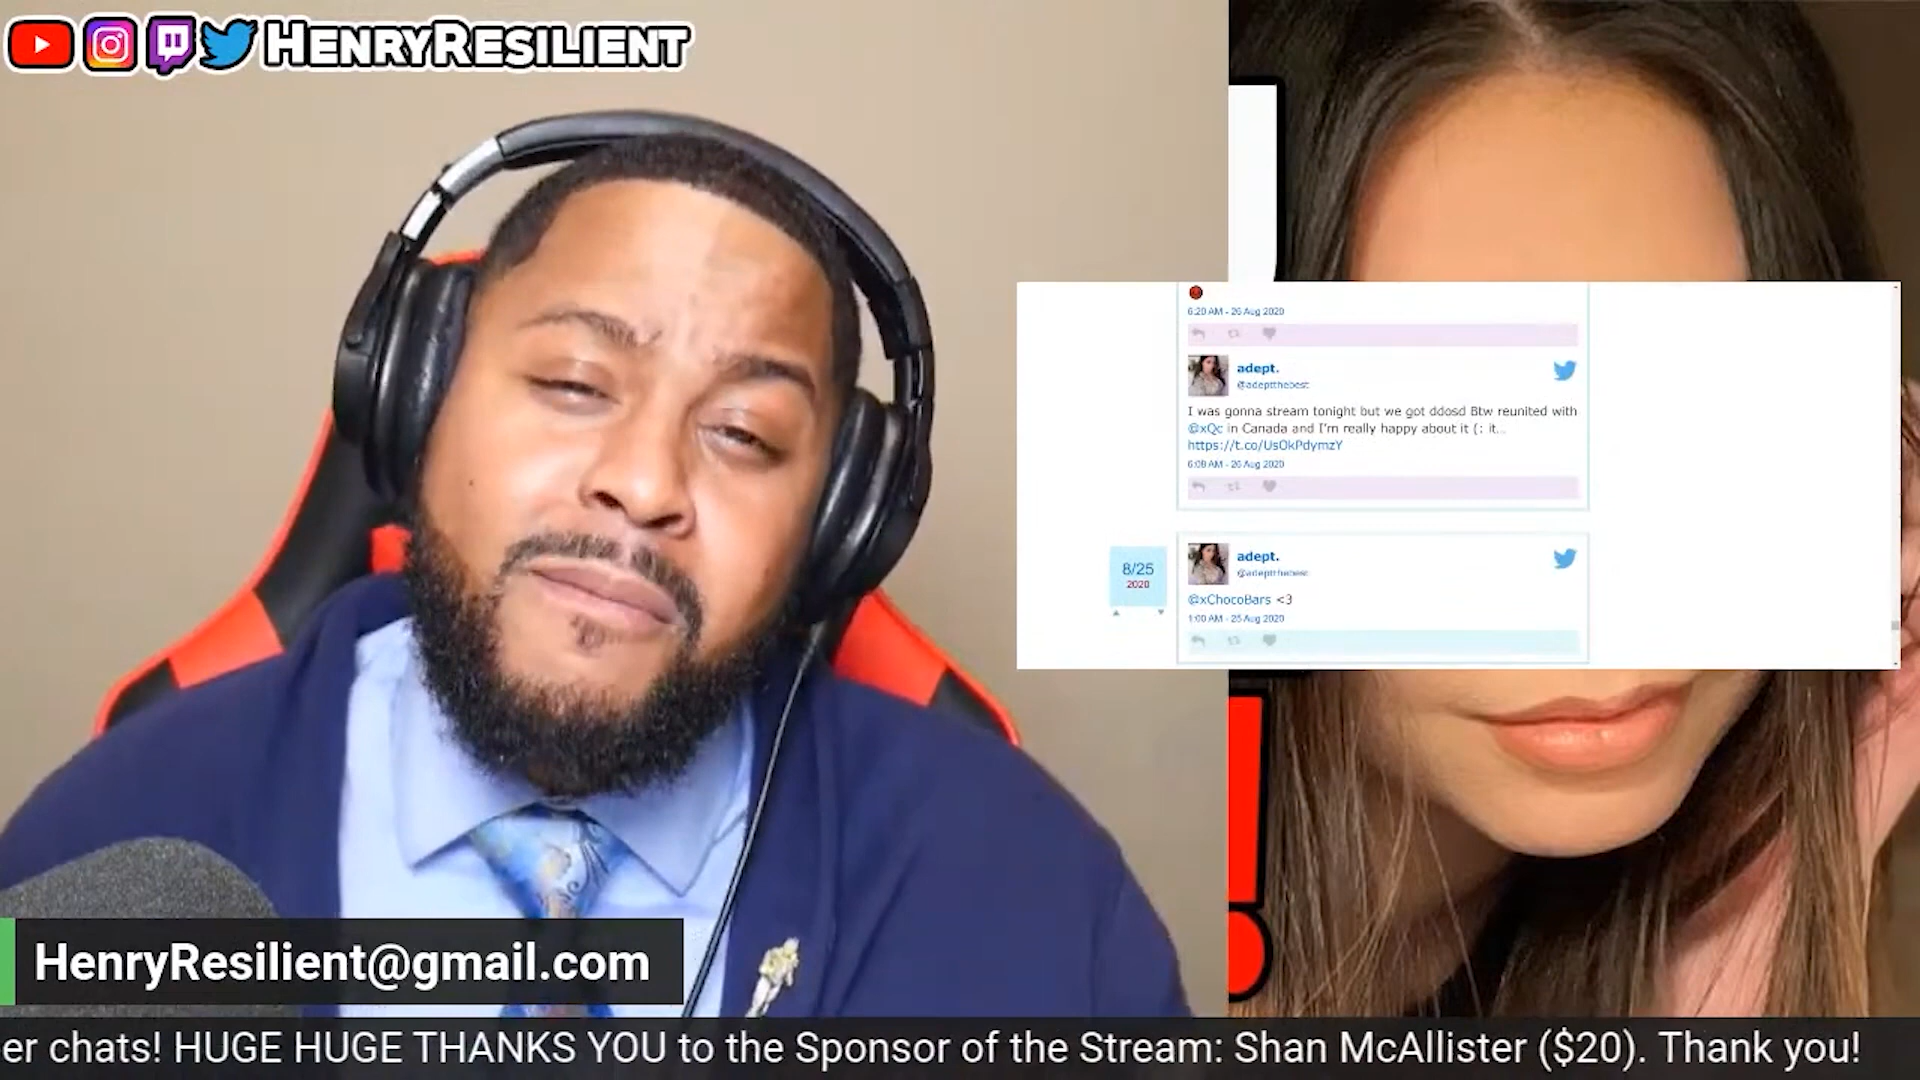 HENRYRESILIENT
6:20 AM - 26 Aug 2020
adept.
@adeptthebest
I was gonna stream tonight but we got ddosd Btw reunited with
@xQc in Canada and I'm really happy about it (: it...
https://t.co/UsOkPdymzY
6:08 AM - 26 Aug 2020
8/25
2020
adept.
@adeptthebest
@xChocoBars <3
1:00 AM - 25 Aug 2020
HenryResilient@gmail.com
er chats! HUGE HUGE THANKS YOU to the Sponsor of the Stream: Shan McAllister ($20). Thank you!